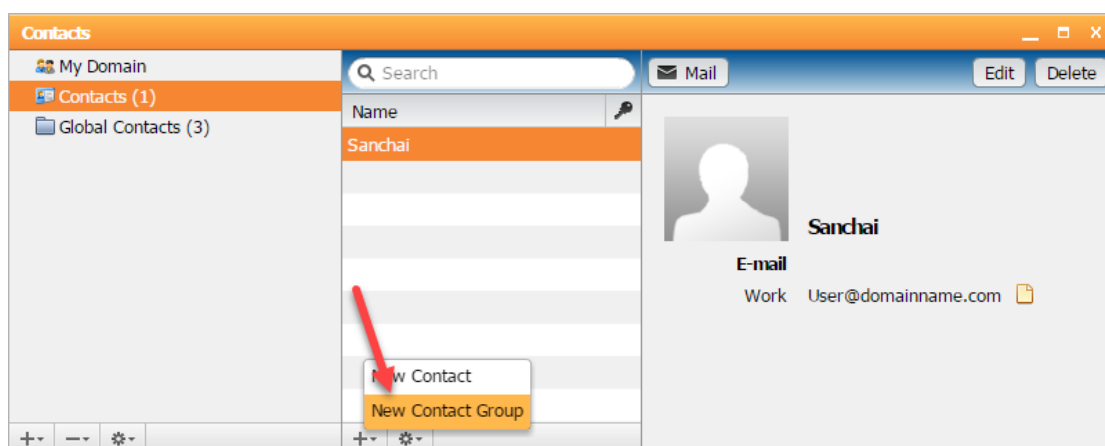 Contacts
My Domain
Contacts (1)
Global Contacts (3)
Search
Name
Sanchai
New Contact
New Contact Group
Mail
Edit
Delete
Sanchai
E-mail
Work User@domainname.com